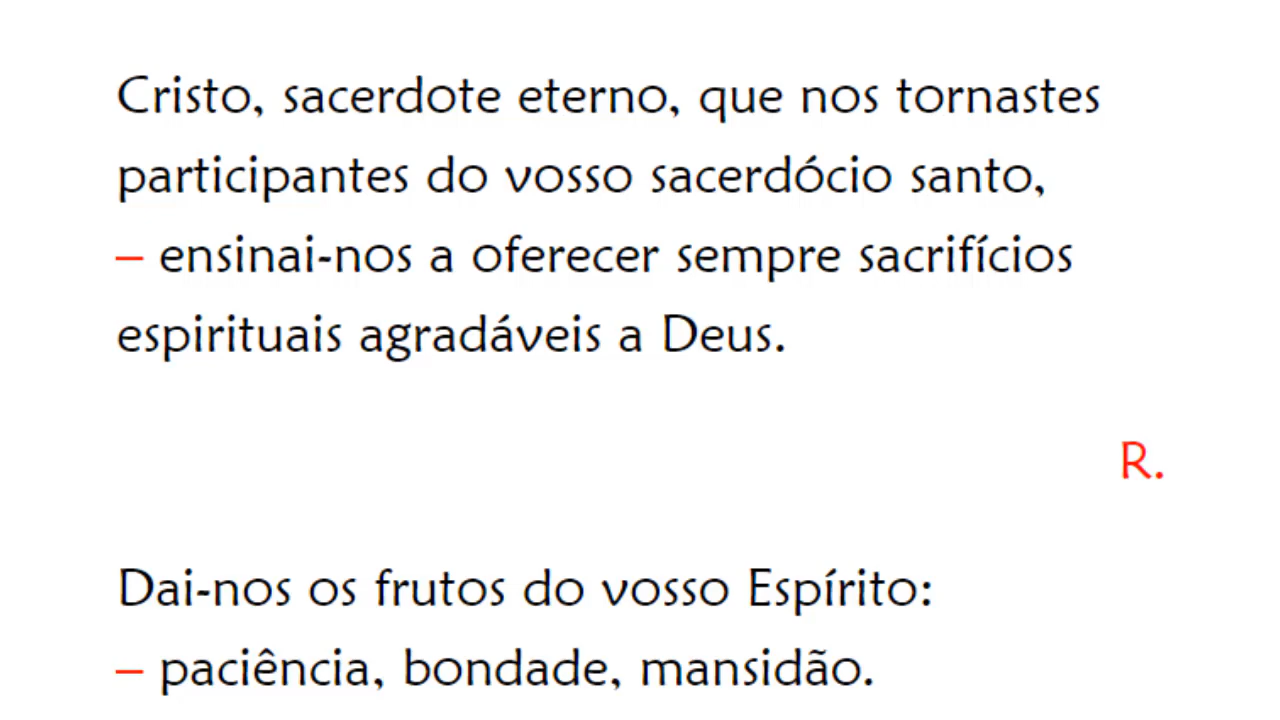 Cristo, sacerdote eterno, que nos tornastes
participantes do vosso sacerdócio santo,
– ensinai-nos a oferecer sempre sacrifícios
espirituais agradáveis a Deus.
R.
Dai-nos os frutos do vosso Espírito:
– paciência, bondade, mansidão.